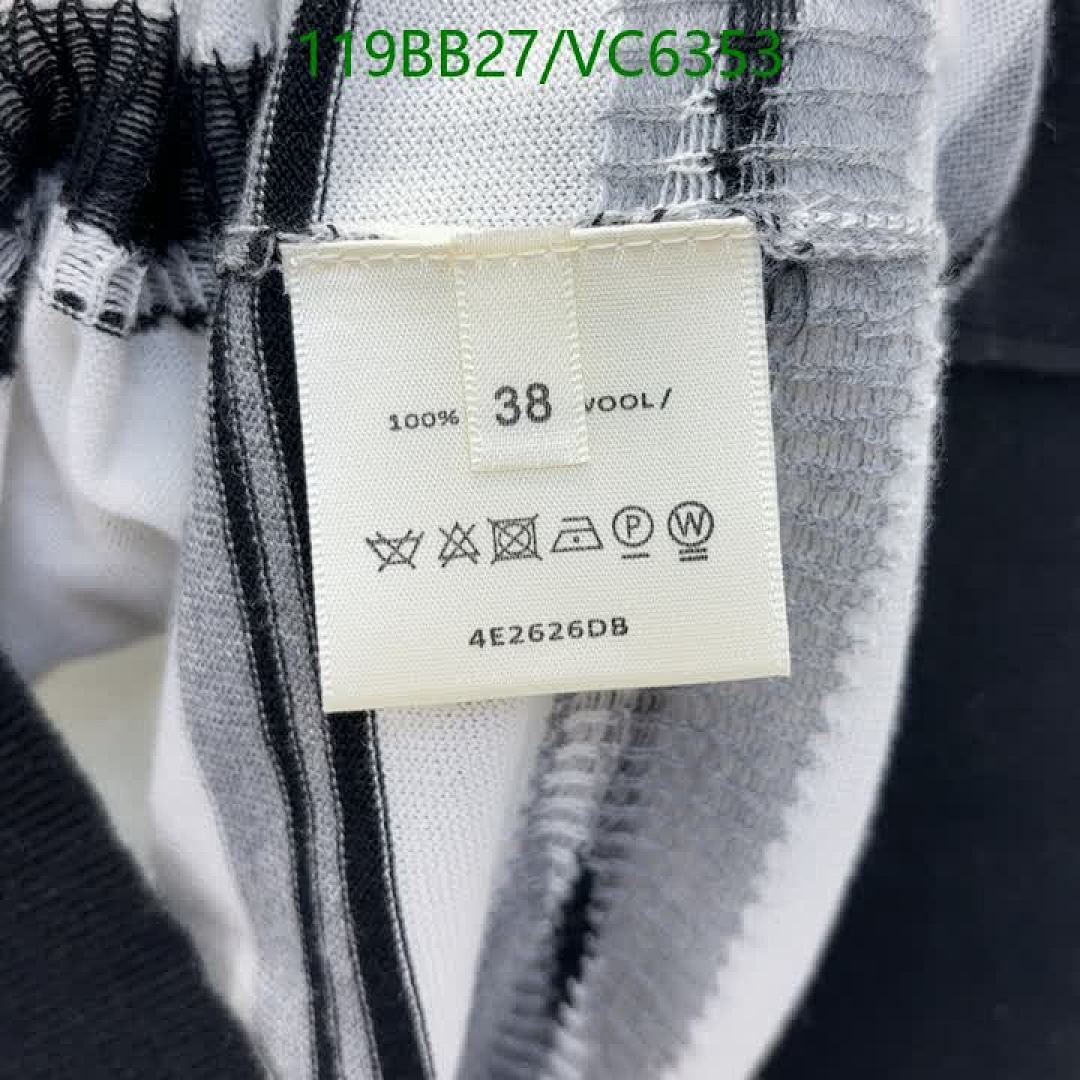 119BB27/VC6353
100% 38 WOOL/
P W
4E2626DB